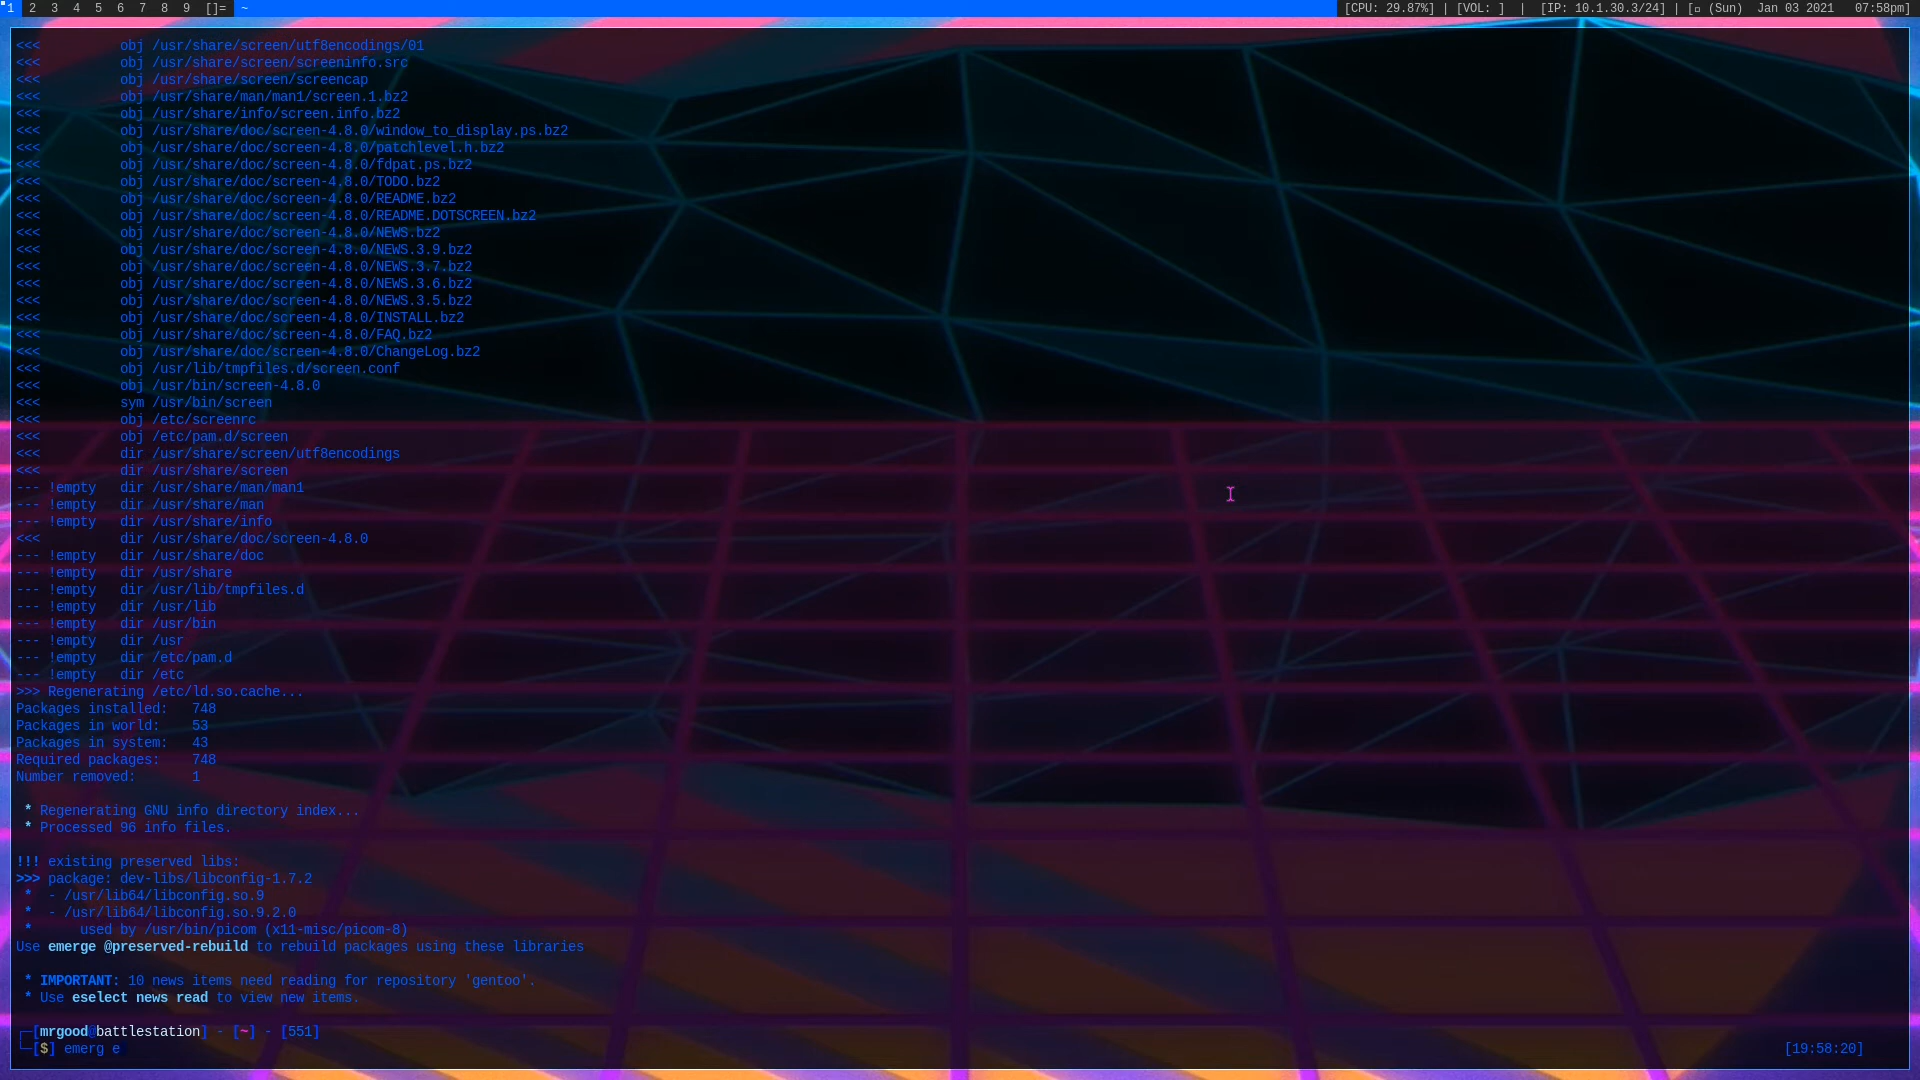 1 2 3 4 5 6 7 8 9 []= ~ [CPU: 29.87%] | [VOL: ] | [IP: 10.1.30.3/24] | [ (Sun) Jan 03 2021 07:58pm]
<<< obj /usr/share/screen/utf8encodings/01
<<< obj /usr/share/screen/screeninfo.src
<<< obj /usr/share/screen/screencap
<<< obj /usr/share/man/man1/screen.1.bz2
<<< obj /usr/share/info/screen.info.bz2
<<< obj /usr/share/doc/screen-4.8.0/window_to_display.ps.bz2
<<< obj /usr/share/doc/screen-4.8.0/patchlevel.h.bz2
<<< obj /usr/share/doc/screen-4.8.0/fdpat.ps.bz2
<<< obj /usr/share/doc/screen-4.8.0/TODO.bz2
<<< obj /usr/share/doc/screen-4.8.0/README.bz2
<<< obj /usr/share/doc/screen-4.8.0/README.DOTSCREEN.bz2
<<< obj /usr/share/doc/screen-4.8.0/NEWS.bz2
<<< obj /usr/share/doc/screen-4.8.0/NEWS.3.9.bz2
<<< obj /usr/share/doc/screen-4.8.0/NEWS.3.7.bz2
<<< obj /usr/share/doc/screen-4.8.0/NEWS.3.6.bz2
<<< obj /usr/share/doc/screen-4.8.0/NEWS.3.5.bz2
<<< obj /usr/share/doc/screen-4.8.0/INSTALL.bz2
<<< obj /usr/share/doc/screen-4.8.0/FAQ.bz2
<<< obj /usr/share/doc/screen-4.8.0/ChangeLog.bz2
<<< obj /usr/lib/tmpfiles.d/screen.conf
<<< obj /usr/bin/screen-4.8.0
<<< sym /usr/bin/screen
<<< obj /etc/screenrc
<<< obj /etc/pam.d/screen
<<< dir /usr/share/screen/utf8encodings
<<< dir /usr/share/screen
--- !empty dir /usr/share/man/man1
--- !empty dir /usr/share/man
--- !empty dir /usr/share/info
<<< dir /usr/share/doc/screen-4.8.0
--- !empty dir /usr/share/doc
--- !empty dir /usr/share
--- !empty dir /usr/lib/tmpfiles.d
--- !empty dir /usr/lib
--- !empty dir /usr/bin
--- !empty dir /usr
--- !empty dir /etc/pam.d
--- !empty dir /etc
>>> Regenerating /etc/ld.so.cache...
Packages installed: 748
Packages in world: 53
Packages in system: 43
Required packages: 748
Number removed: 1
* Regenerating GNU info directory index...
* Processed 96 info files.
!!! existing preserved libs:
>>> package: dev-libs/libconfig-1.7.2
* - /usr/lib64/libconfig.so.9
* - /usr/lib64/libconfig.so.9.2.0
* used by /usr/bin/picom (x11-misc/picom-8)
Use emerge @preserved-rebuild to rebuild packages using these libraries
* IMPORTANT: 10 news items need reading for repository 'gentoo'.
* Use eselect news read to view new items.
┌─[mrgood@battlestation] - [~] - [551]
└─[$] emerg e [19:58:20]